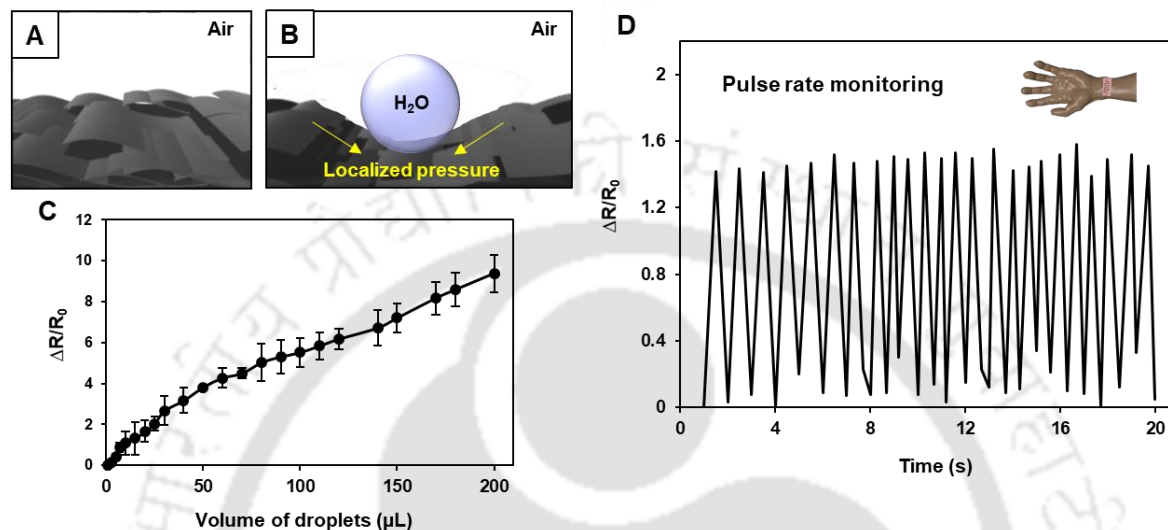 A
Air
B
Air
H₂O
Localized pressure
C
ΔR/R₀
12
10
8
6
4
2
0
0
50
100
150
200
Volume of droplets (µL)
D
Pulse rate monitoring
ΔR/R₀
2
1.6
1.2
0.8
0.4
0
0
4
8
12
16
20
Time (s)